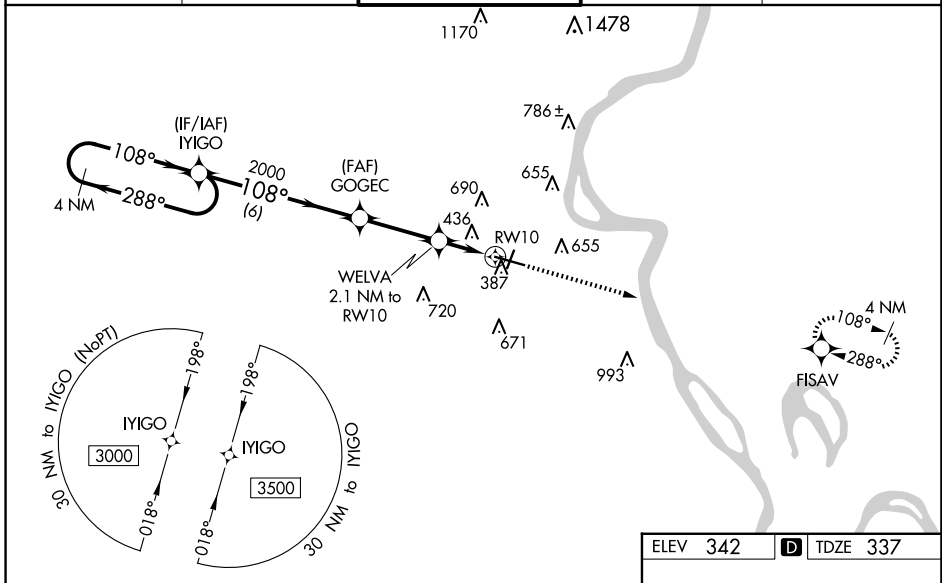 1170
1478
786±
(IF/IAF)
IYIGO
108°
288°
4 NM
2000
108°
(6)
(FAF)
GOGEC
690
655
436
RW10
655
387
WELVA
2.1 NM to
RW10
720
671
993
4 NM
108°
288°
FISAV
30 NM to IYIGO (NoPT)
198°
IYIGO
3000
018°
198°
IYIGO
3500
018°
30 NM to IYIGO
ELEV 342 D TDZE 337